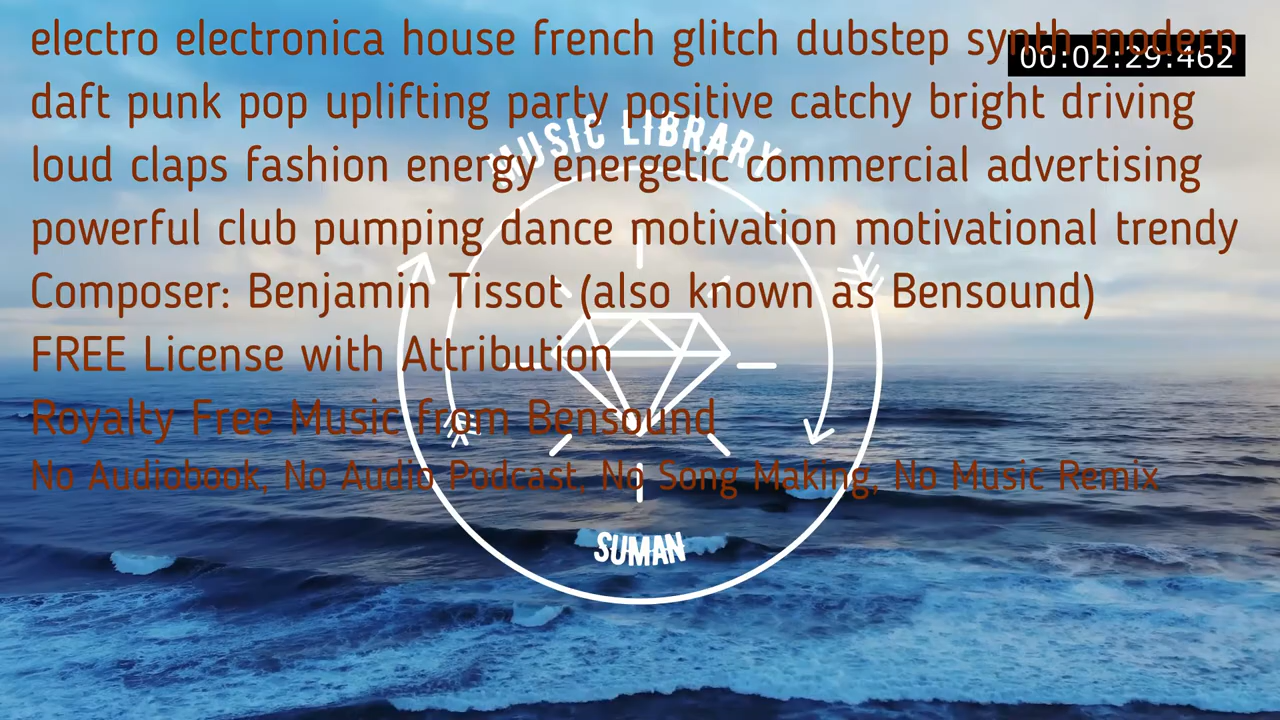 electro electronica house french glitch dubstep synth modern
00:02:29:462
daft punk pop uplifting party positive catchy bright driving
MUSIC LIBRARY
loud claps fashion energy energetic commercial advertising
powerful club pumping dance motivation motivational trendy
Composer: Benjamin Tissot (also known as Bensound)
FREE License with Attribution
Royalty Free Music from Bensound
No Audiobook, No Audio Podcast, No Song Making, No Music Remix
SUMAN